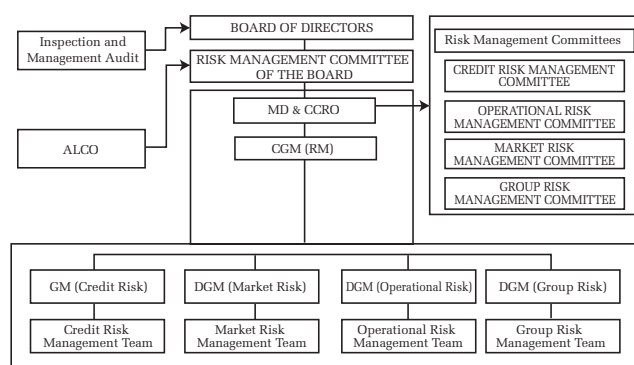 BOARD OF DIRECTORS
Inspection and
Management Audit
RISK MANAGEMENT COMMITTEE
OF THE BOARD
MD & CCRO
ALCO
CGM (RM)
Risk Management Committees
CREDIT RISK MANAGEMENT
COMMITTEE
OPERATIONAL RISK
MANAGEMENT COMMITTEE
MARKET RISK
MANAGEMENT COMMITTEE
GROUP RISK
MANAGEMENT COMMITTEE
GM (Credit Risk)
DGM (Market Risk)
DGM (Operational Risk)
DGM (Group Risk)
Credit Risk
Management Team
Market Risk
Management Team
Operational Risk
Management Team
Group Risk
Management Team